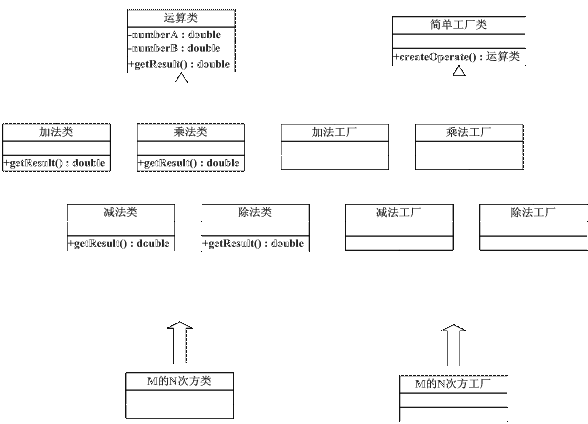 运算类
-numberA : double
-numberB : double
+getResult() : double
简单工厂类
+createOperate() : 运算类
加法类
+getResult() : double
乘法类
+getResult() : double
加法工厂
乘法工厂
减法类
+getResult() : double
除法类
+getResult() : double
减法工厂
除法工厂
M的N次方类
M的N次方工厂